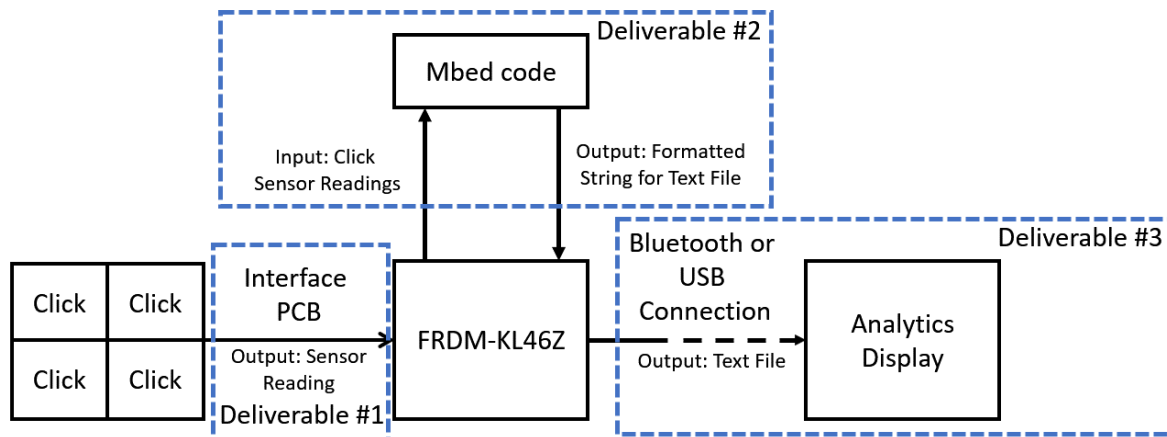 Deliverable #2
Mbed code
Input: Click
Sensor Readings
Output: Formatted
String for Text File
Click
Click
Click
Click
Interface
PCB
Output: Sensor
Reading
Deliverable #1
FRDM-KL46Z
Bluetooth or
USB
Connection
Output: Text File
Deliverable #3
Analytics
Display